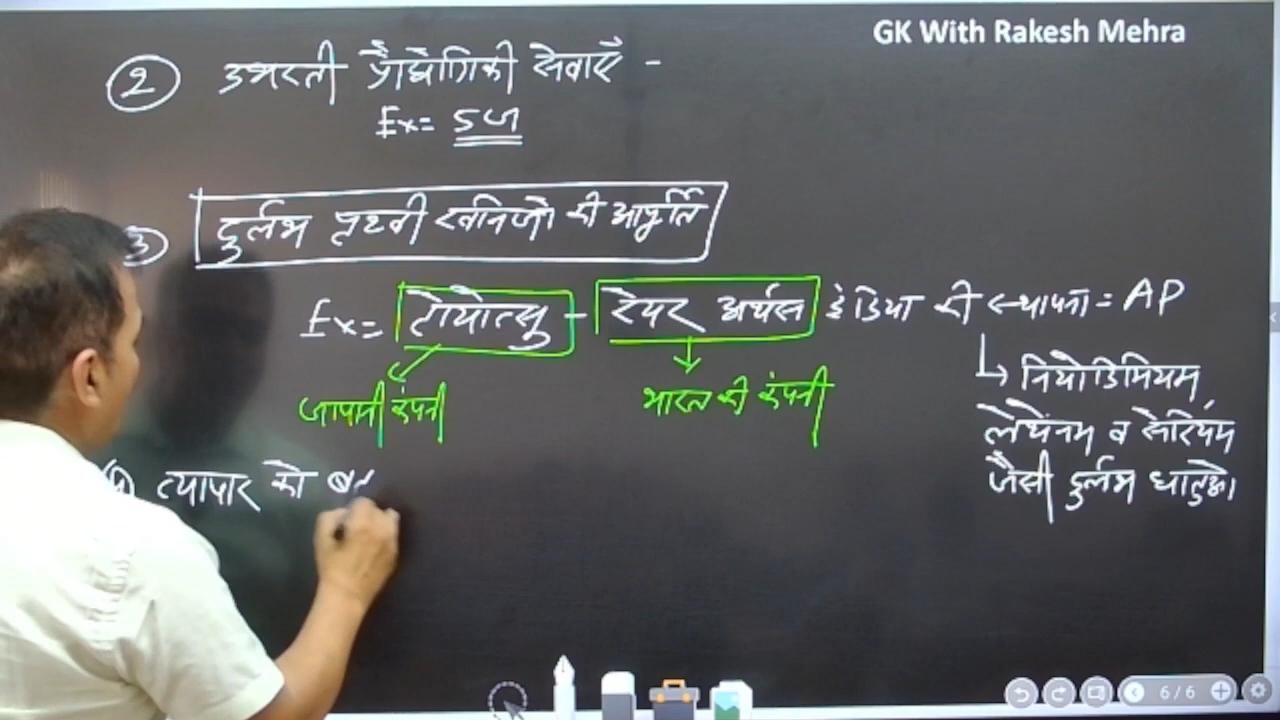 GK With Rakesh Mehra
2 उभरती प्रौद्योगिकी सेवाएँ -
Ex= 5G
3 दुर्लभ पृथ्वी खनिजो की आपूर्ति
Ex= टोयोत्सु - रेयर अर्थस इंडिया की स्थापना = AP
जापानी कंपनी
भारत की कंपनी
↳ नियोडिमियम,
लेथेंनम व सेरियम
जैसी दुर्लभ धातुओ।
व्यापार को
6/6